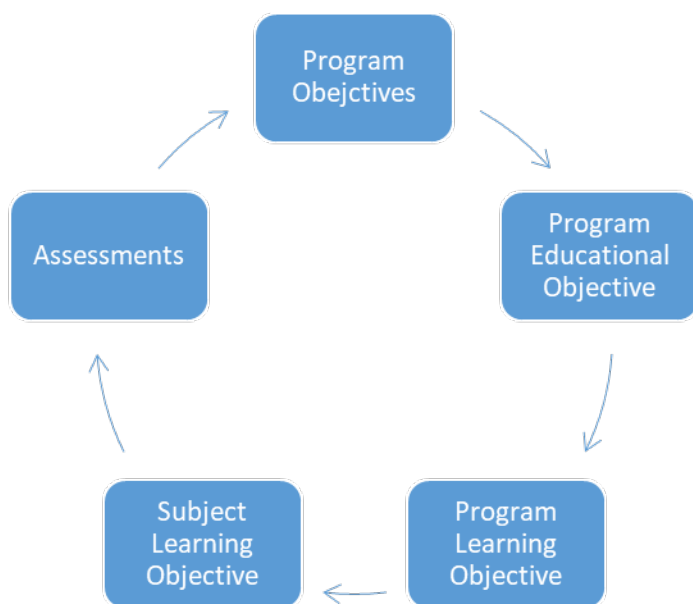 Program
Obejctives
Program
Educational
Objective
Program
Learning
Objective
Subject
Learning
Objective
Assessments